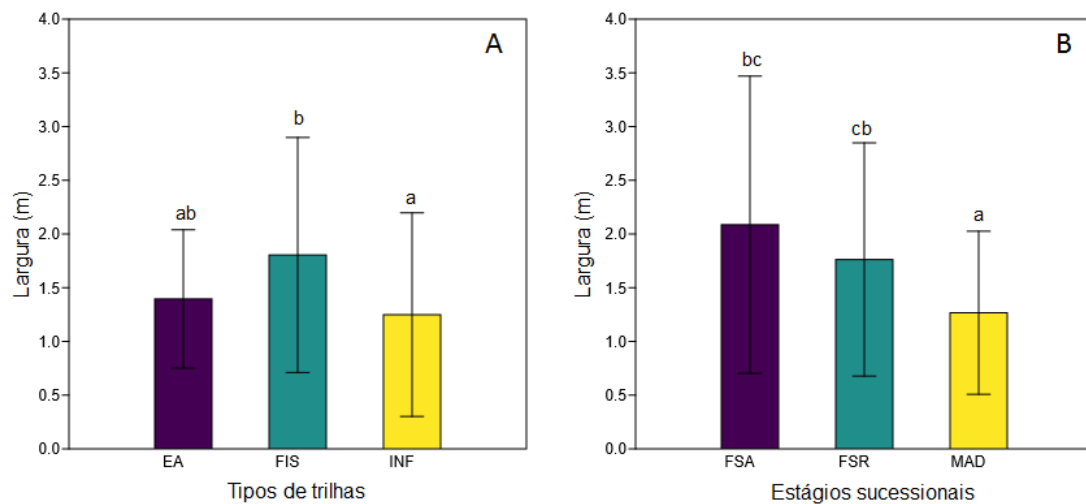 A
Largura (m)
4.0
3.5
3.0
2.5
2.0
1.5
1.0
0.5
0.0
ab
b
a
EA
FIS
INF
Tipos de trilhas
B
Largura (m)
4.0
3.5
3.0
2.5
2.0
1.5
1.0
0.5
0.0
bc
cb
a
FSA
FSR
MAD
Estágios sucessionais